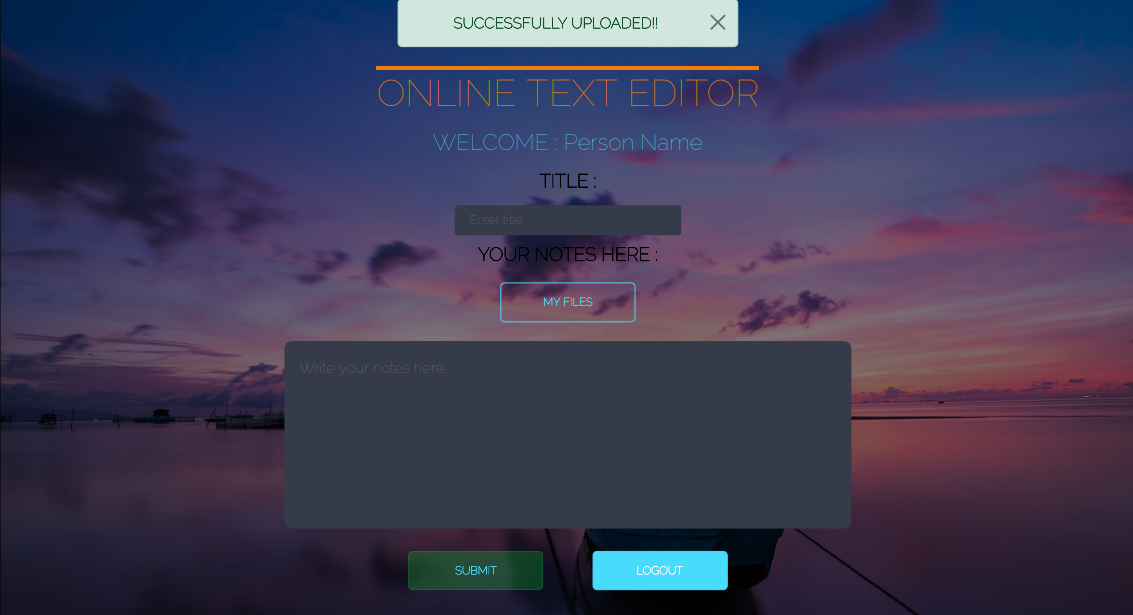 SUCCESSFULLY UPLOADED!!
ONLINE TEXT EDITOR
WELCOME : Person Name
TITLE :
Enter title
YOUR NOTES HERE :
MY FILES
Write your notes here..
SUBMIT
LOGOUT